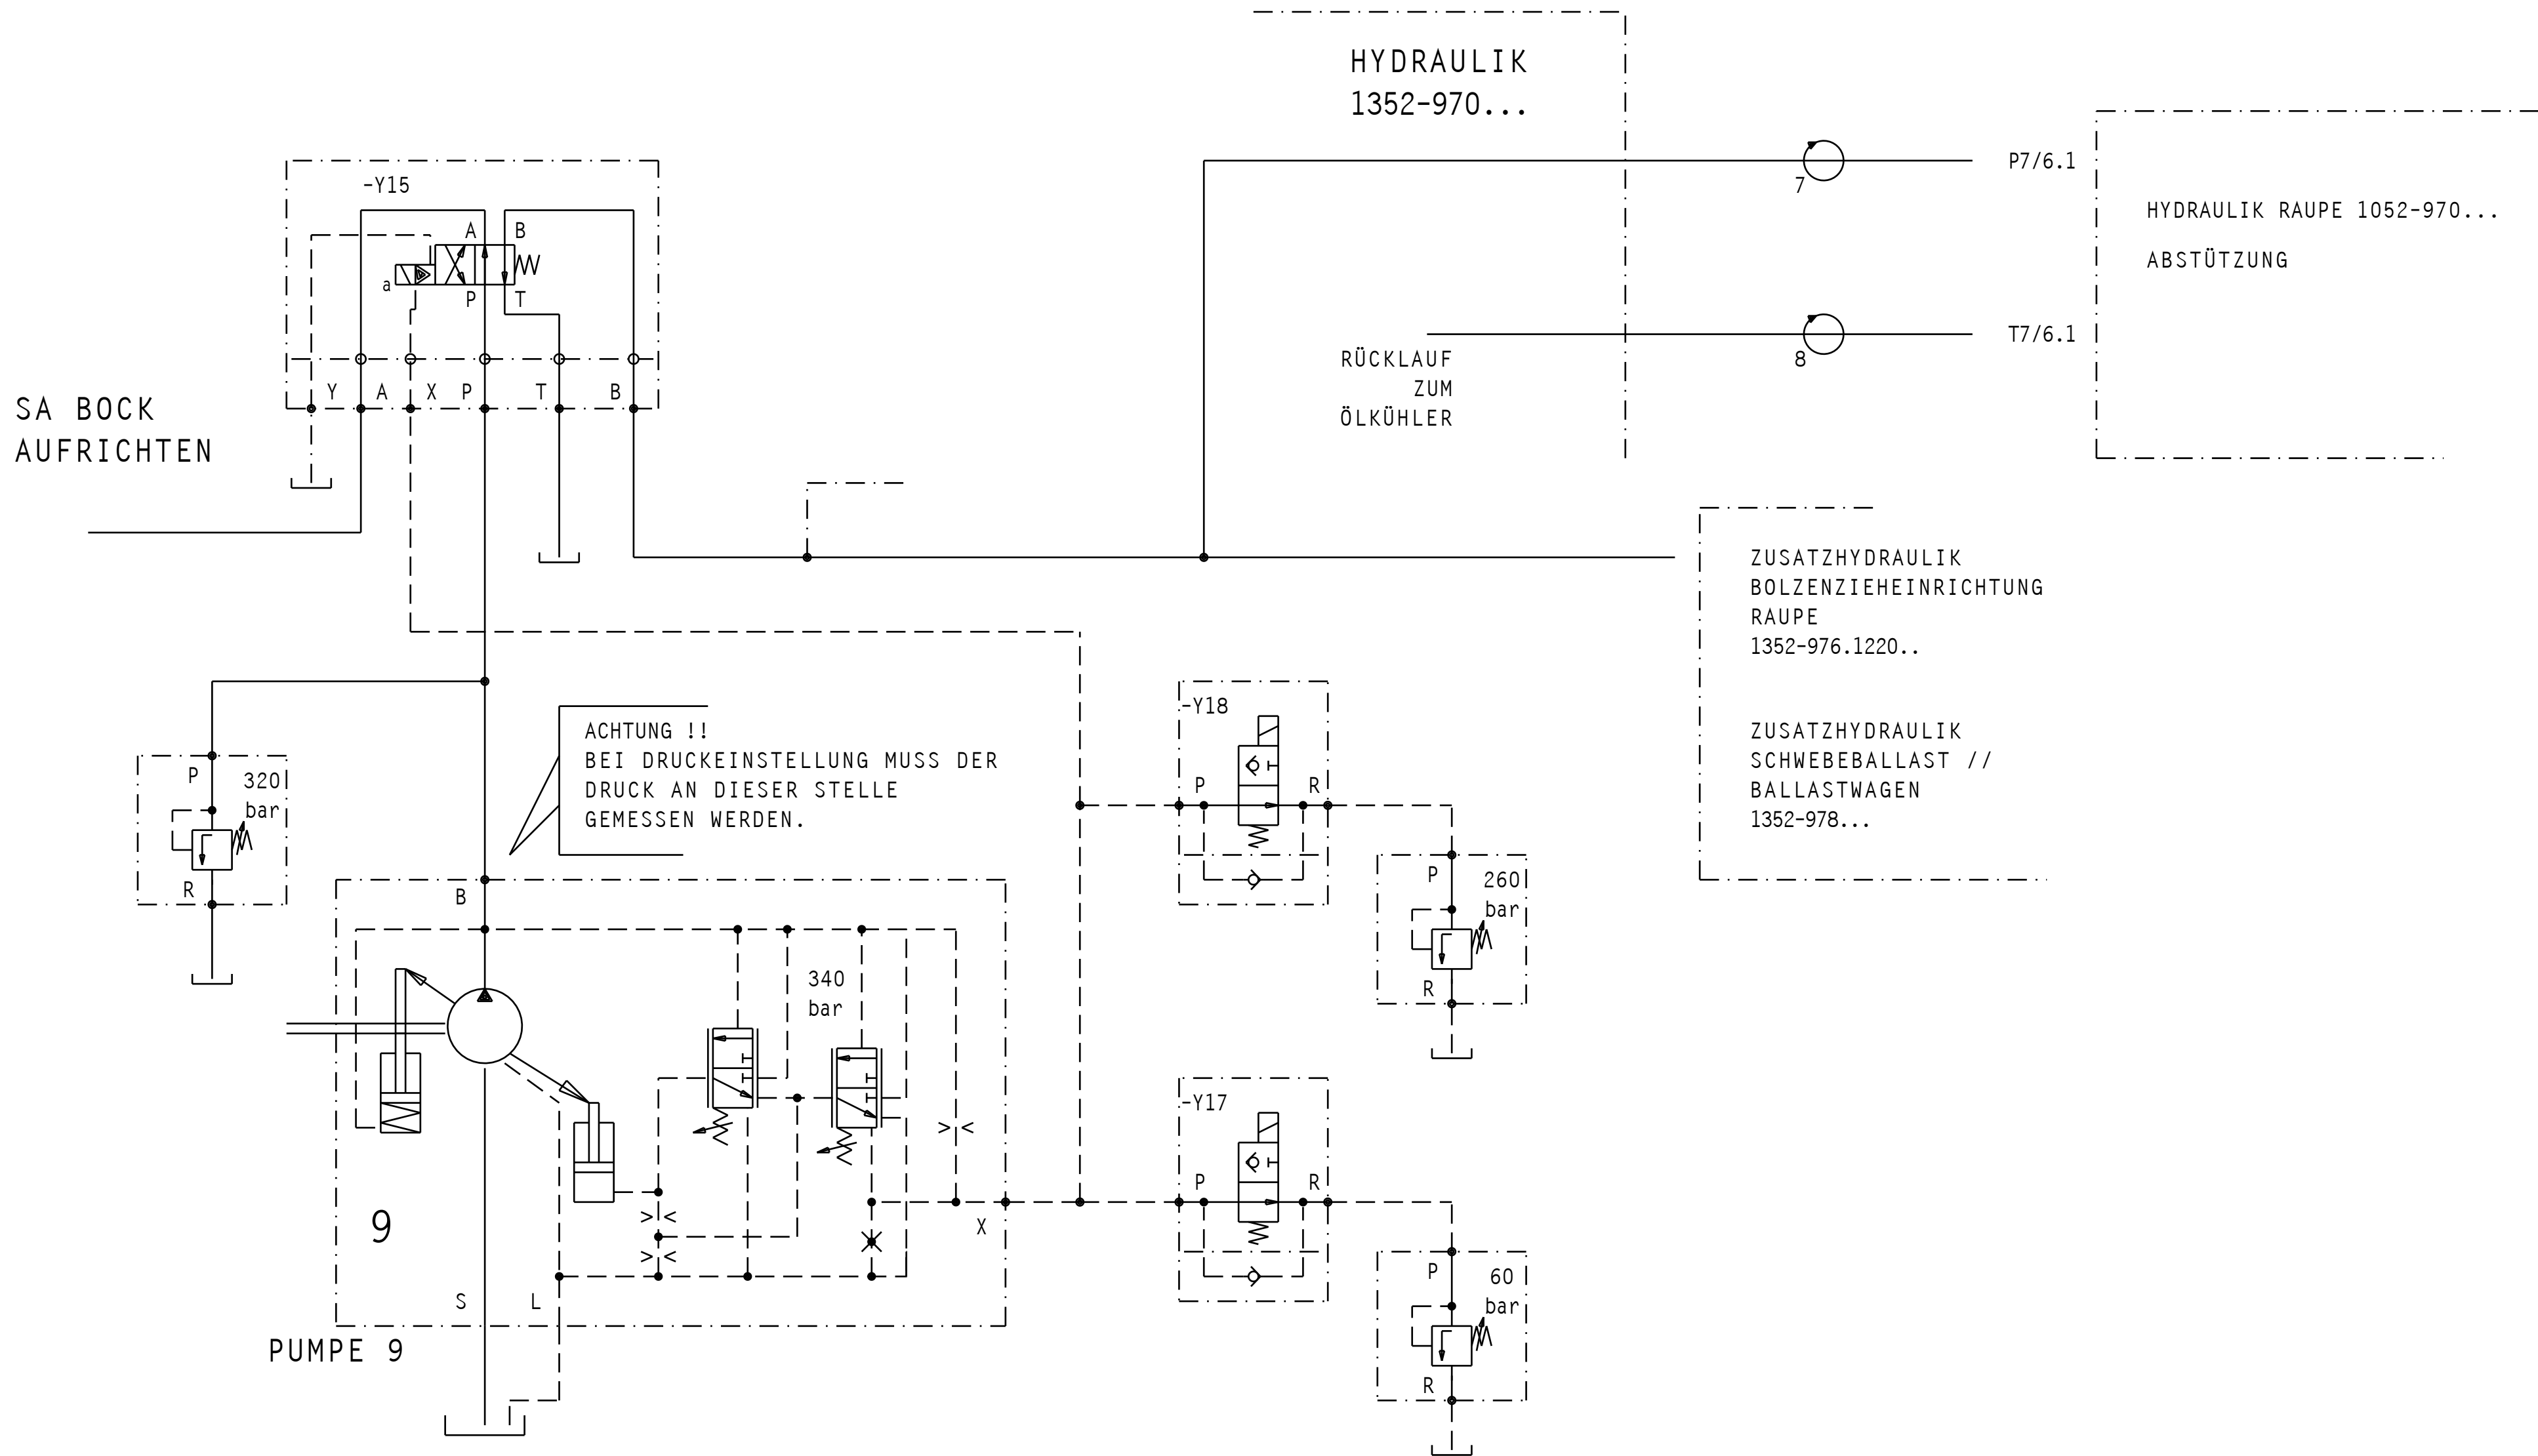 HYDRAULIK
1352-970...
P7/6.1
7
-Y15
HYDRAULIK RAUPE 1052-970...
A
B
ABSTÜTZUNG
a
P
T
T7/6.1
8
RÜCKLAUF
ZUM
ÖLKÜHLER
Y
A
X
P
T
B
SA BOCK
AUFRICHTEN
ZUSATZHYDRAULIK
BOLZENZIEHEINRICHTUNG
RAUPE
1352-976.1220..
ZUSATZHYDRAULIK
SCHWEBEBALLAST //
BALLASTWAGEN
1352-978...
-Y18
P
R
ACHTUNG !!
BEI DRUCKEINSTELLUNG MUSS DER
DRUCK AN DIESER STELLE
GEMESSEN WERDEN.
P
320
bar
R
P
260
bar
R
B
340
bar
-Y17
P
R
9
X
P
60
bar
R
S
L
PUMPE 9